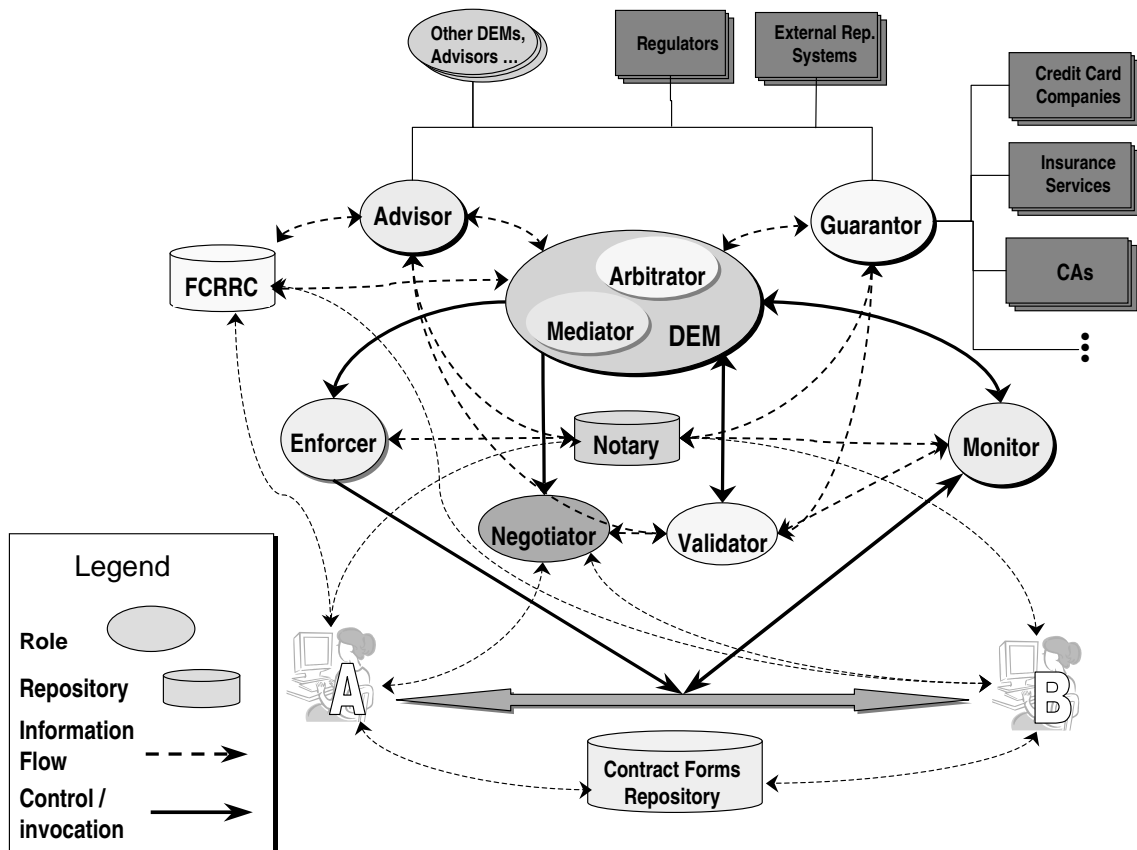 Other DEMs,
Advisors ...
Regulators
External Rep.
Systems
Credit Card
Companies
Insurance
Services
CAs
Advisor
Guarantor
FCRRC
Arbitrator
Mediator
DEM
Enforcer
Notary
Monitor
Negotiator
Validator
Legend
Role
Repository
Information
Flow
Control /
invocation
A
B
Contract Forms
Repository